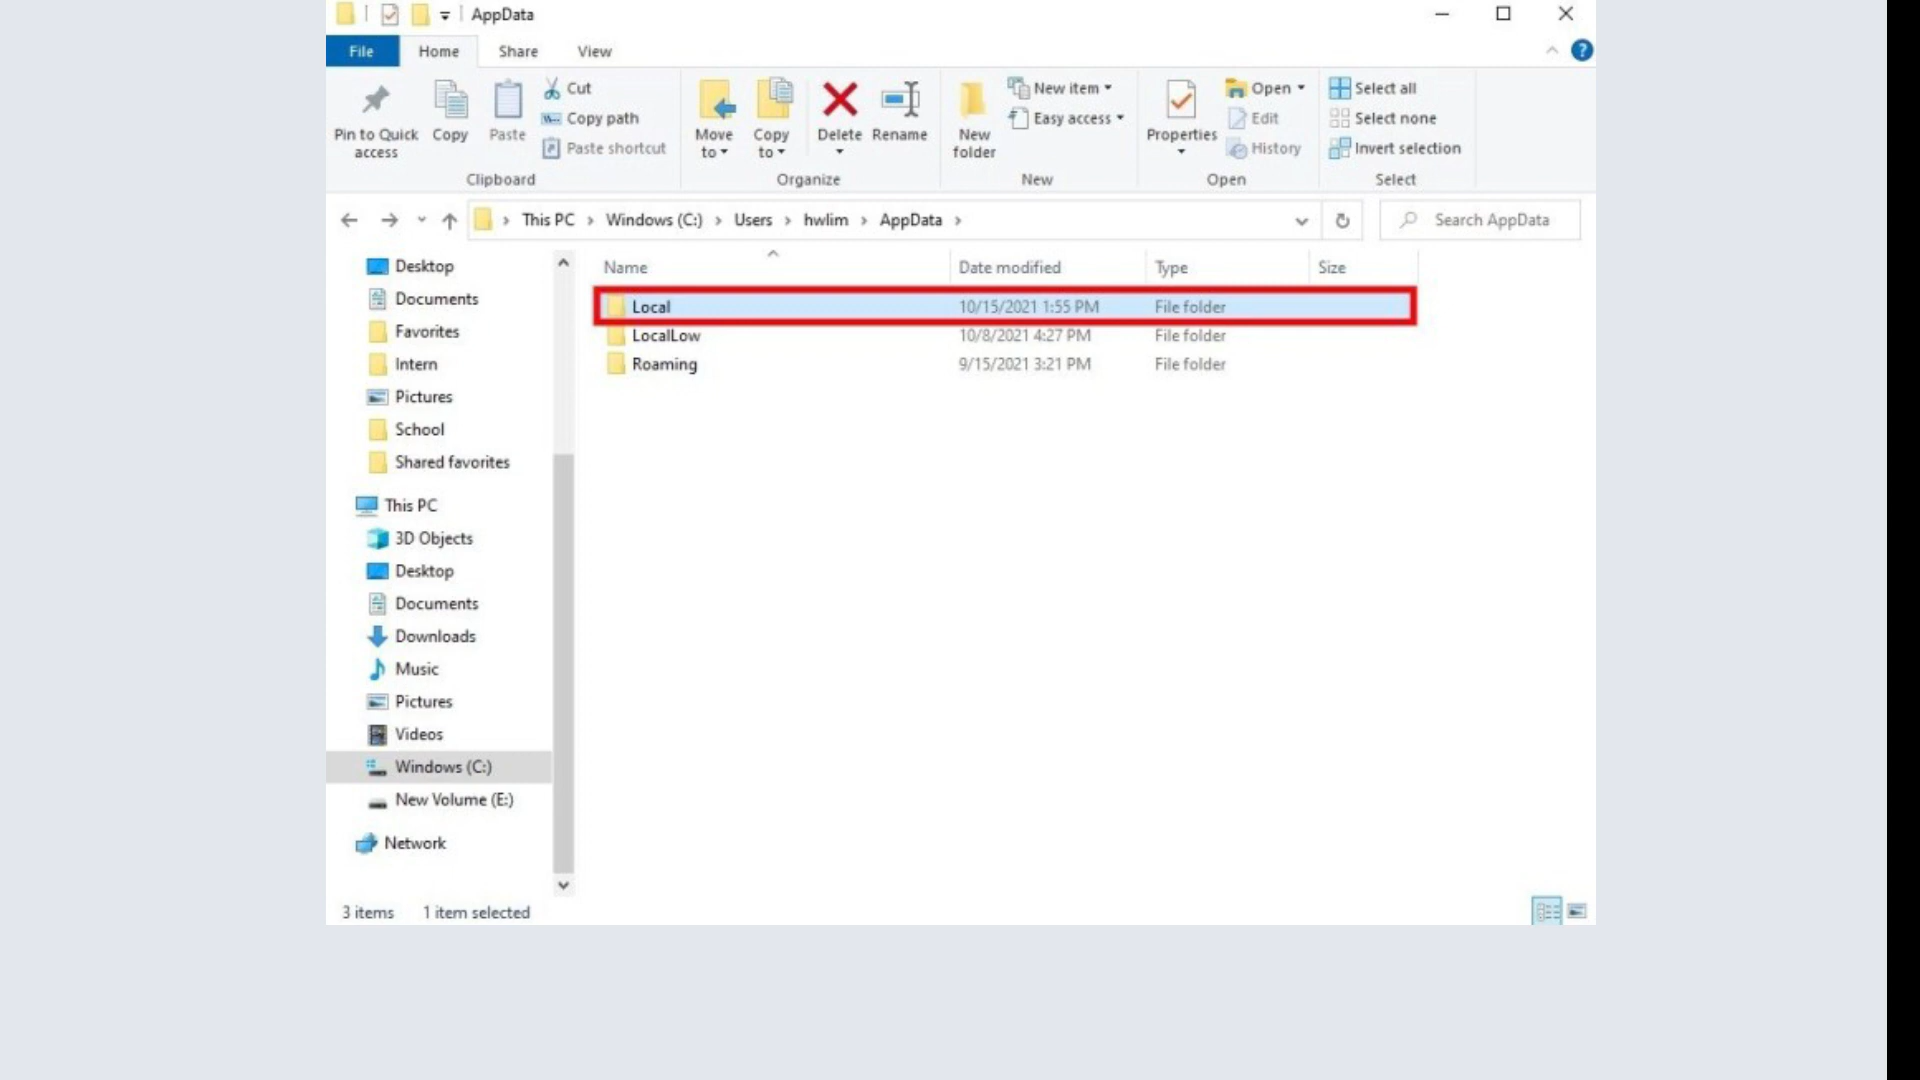 AppData
File Home Share View
Pin to Quick access
Copy
Paste
Cut
Copy path
Paste shortcut
Clipboard
Move to
Copy to
Delete
Rename
Organize
New folder
New item
Easy access
New
Properties
Open
Edit
History
Open
Select all
Select none
Invert selection
Select
This PC > Windows (C:) > Users > hwlim > AppData >
Search AppData
Desktop
Documents
Favorites
Intern
Pictures
School
Shared favorites
This PC
3D Objects
Desktop
Documents
Downloads
Music
Pictures
Videos
Windows (C:)
New Volume (E:)
Network
Name Date modified Type Size
Local 10/15/2021 1:55 PM File folder
LocalLow 10/8/2021 4:27 PM File folder
Roaming 9/15/2021 3:21 PM File folder
3 items 1 item selected